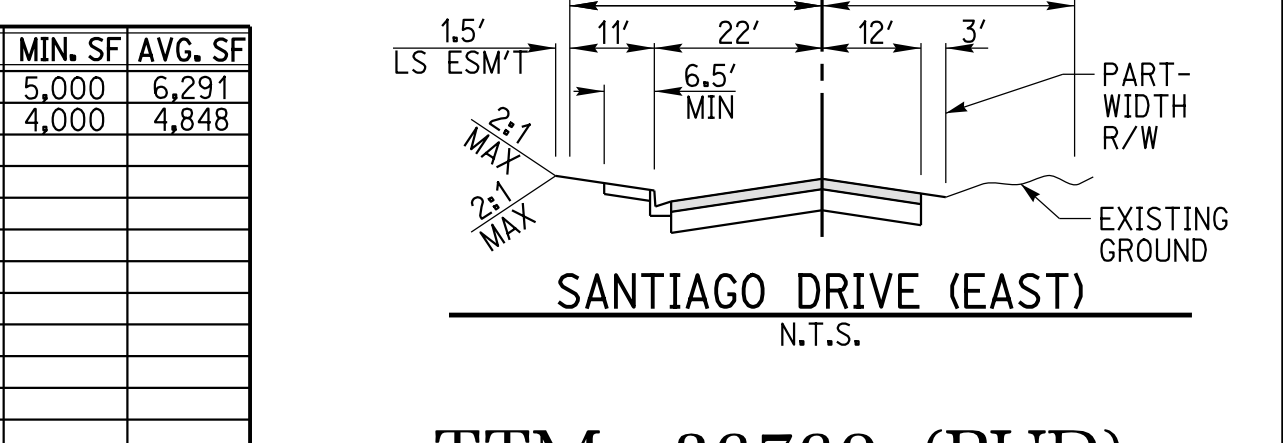 MIN. SF AVG. SF
5,000 6,291
4,000 4,848
1.5' 11' 22' 12' 3'
LS ESM'T
6.5'
MIN
PART-
WIDTH
R/W
2:1
MAX
2:1
MAX
EXISTING
GROUND
SANTIAGO DRIVE (EAST)
N.T.S.